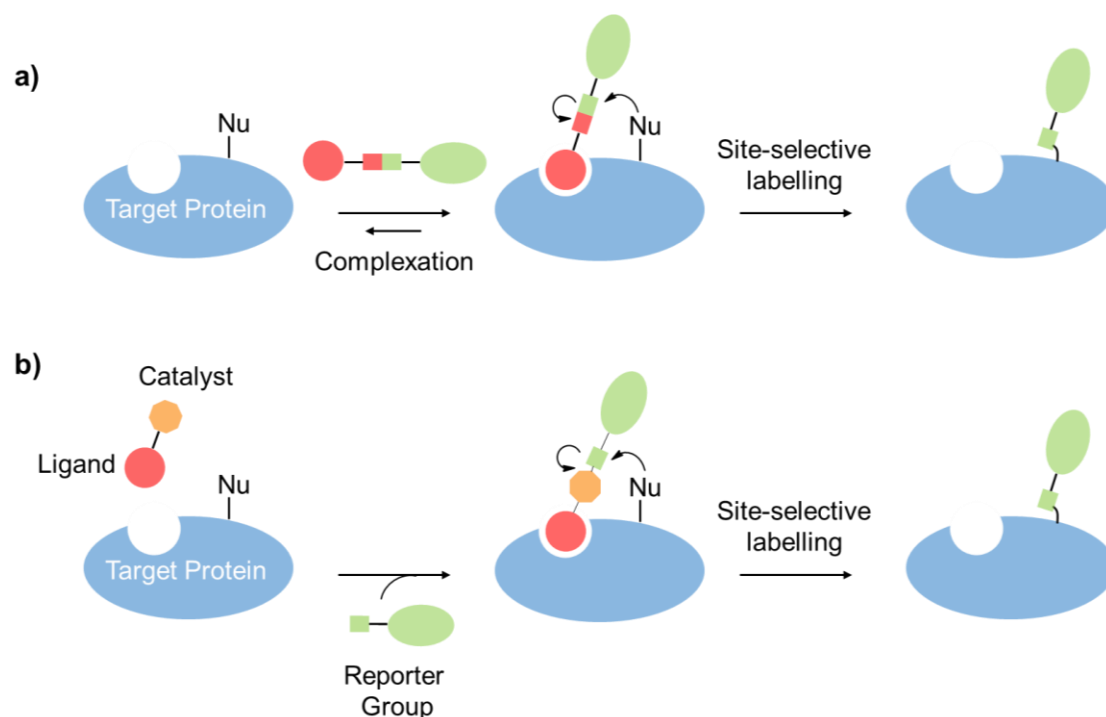 a)
Nu
Target Protein
Complexation
Nu
Site-selective
labelling
b)
Catalyst
Ligand
Nu
Target Protein
Reporter
Group
Nu
Site-selective
labelling